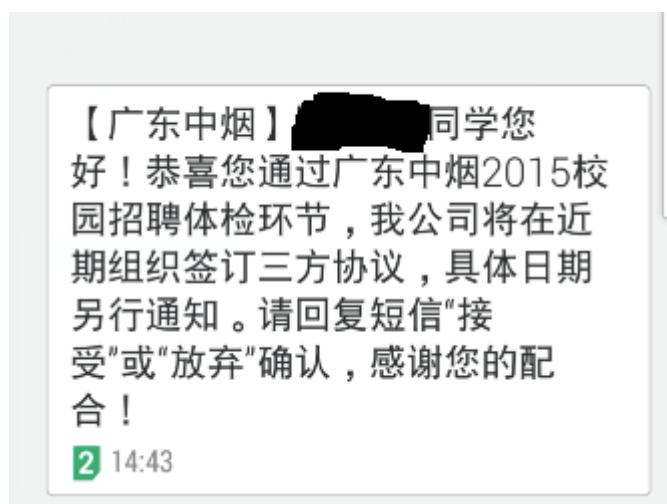 【广东中烟】同学您
好！恭喜您通过广东中烟2015校
园招聘体检环节，我公司将在近
期组织签订三方协议，具体日期
另行通知。请回复短信“接
受”或“放弃”确认，感谢您的配
合！
2 14:43